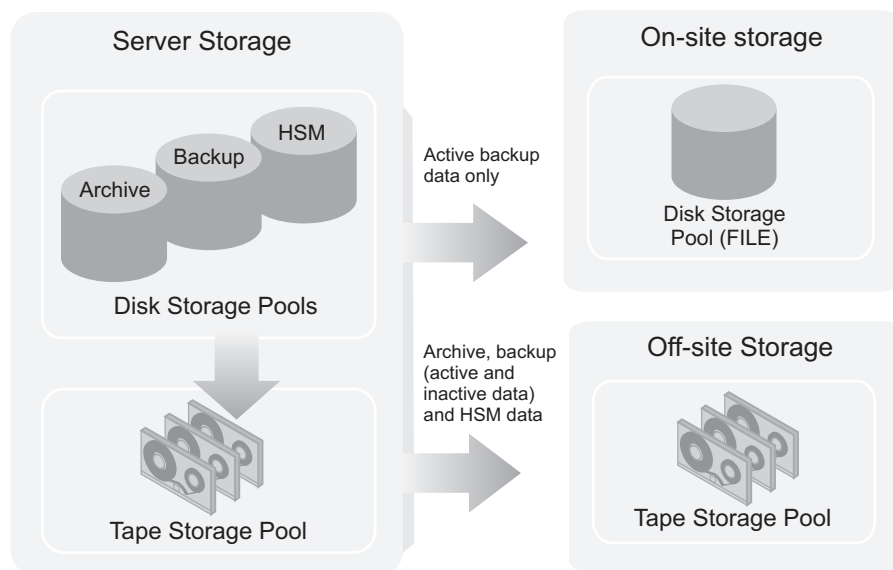 Server Storage
HSM
Backup
Archive
Disk Storage Pools
Tape Storage Pool
Active backup
data only
Archive, backup
(active and
inactive data)
and HSM data
On-site storage
Disk Storage
Pool (FILE)
Off-site Storage
Tape Storage Pool